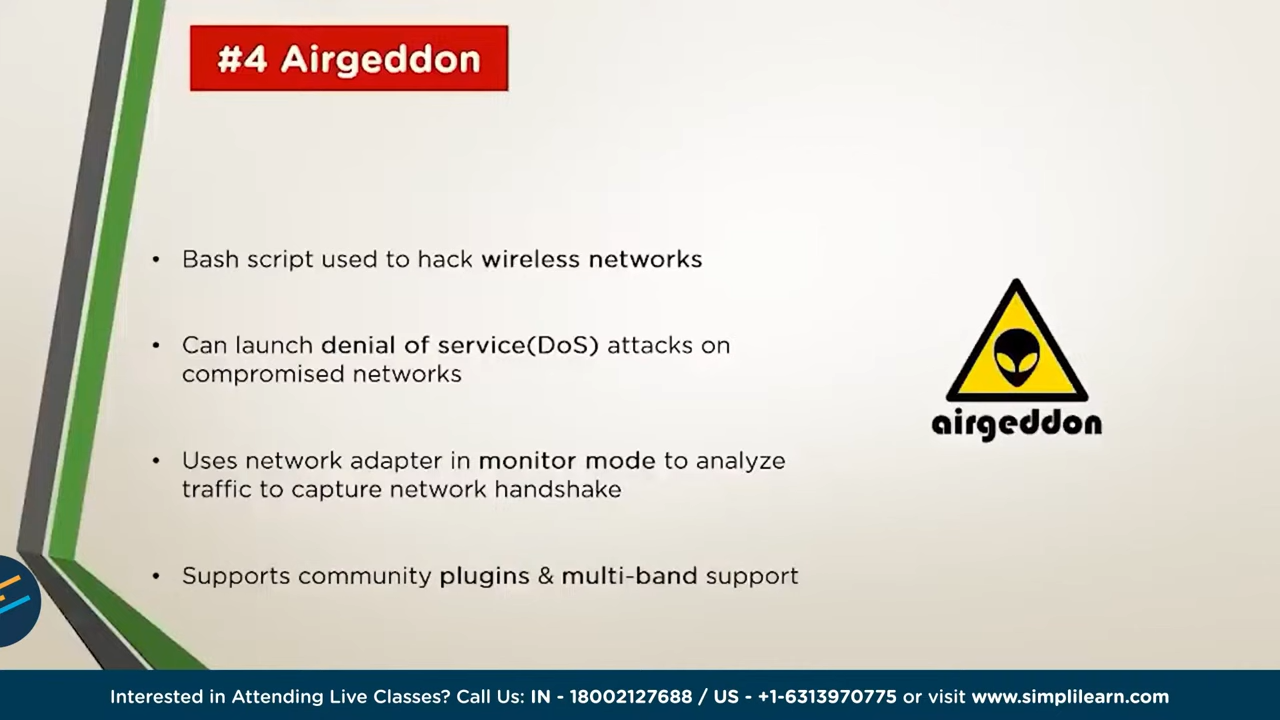 #4 Airgeddon
• Bash script used to hack wireless networks
• Can launch denial of service(DoS) attacks on
compromised networks
• Uses network adapter in monitor mode to analyze
traffic to capture network handshake
• Supports community plugins & multi-band support
airgeddon
Interested in Attending Live Classes? Call Us: IN - 18002127688 / US - +1-6313970775 or visit www.simplilearn.com